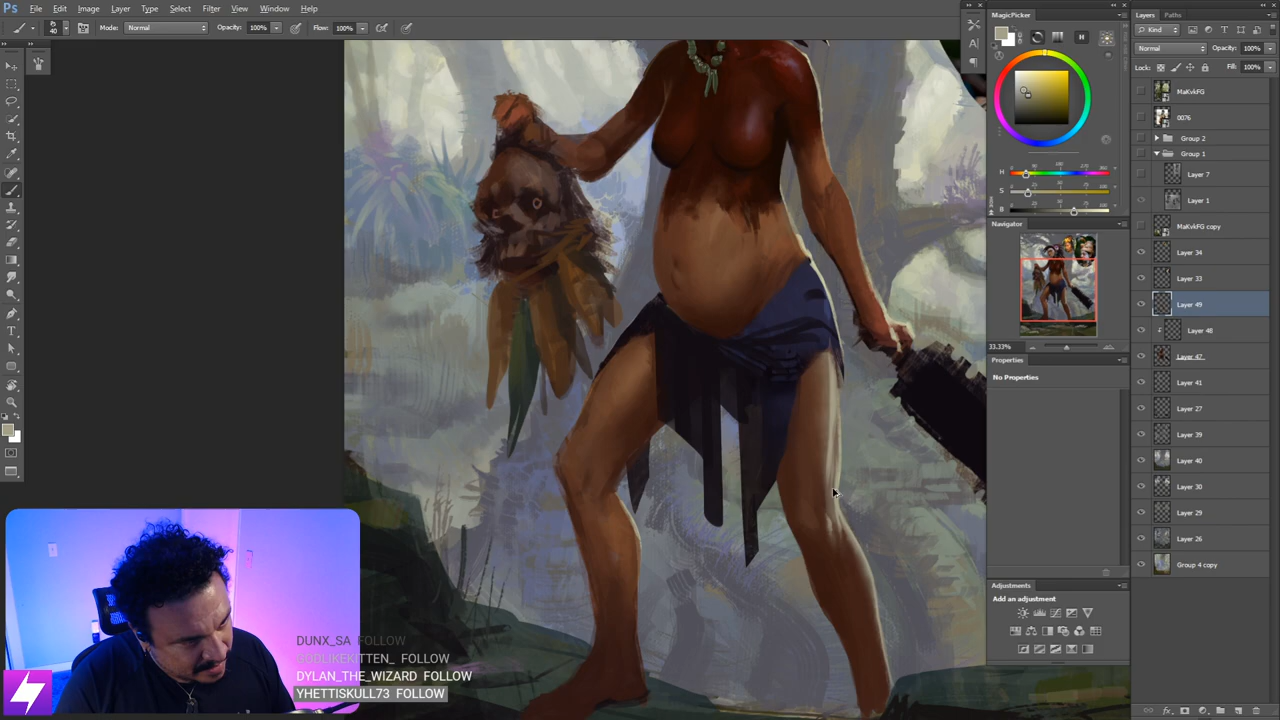 Ps File Edit Image Layer Type Select Filter View Window Help
40 Mode: Normal Opacity: 100% Flow: 100%
MagicPicker
H
H
S
B
Navigator
33.33%
Properties
No Properties
Adjustments
Add an adjustment
Layers Paths
Kind
Normal Opacity: 100%
Lock: Fill: 100%
MaKvkFG
0076
Group 2
Group 1
Layer 7
Layer 1
MaKvkFG copy
Layer 34
Layer 33
Layer 49
Layer 48
Layer 47
Layer 41
Layer 27
Layer 39
Layer 40
Layer 30
Layer 29
Layer 26
Group 4 copy
DUNX_SA FOLLOW
GODLIKEKITTEN_ FOLLOW
DYLAN_THE_WIZARD FOLLOW
YHETTISKULL73 FOLLOW